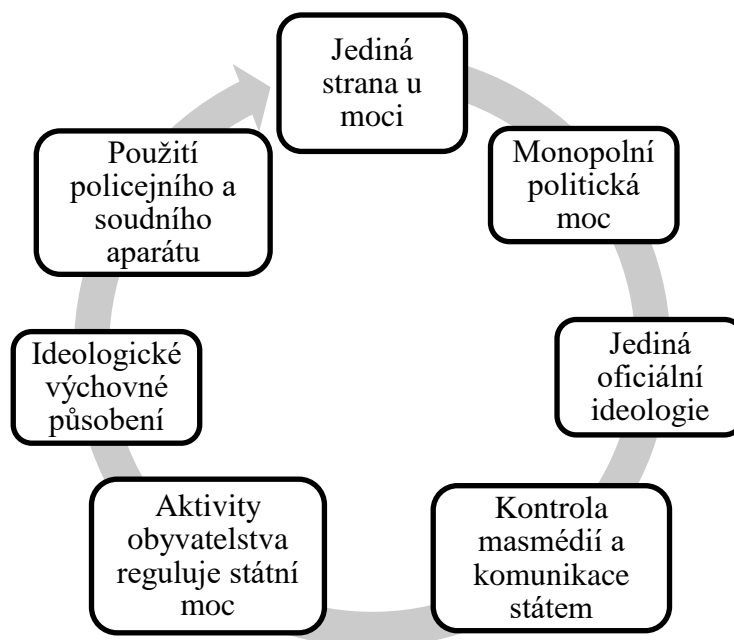 Jediná
strana u
moci
Monopolní
politická
moc
Jediná
oficiální
ideologie
Kontrola
masmédií a
komunikace
státem
Aktivity
obyvatelstva
reguluje státní
moc
Ideologické
výchovné
působení
Použití
policejního a
soudního
aparátu